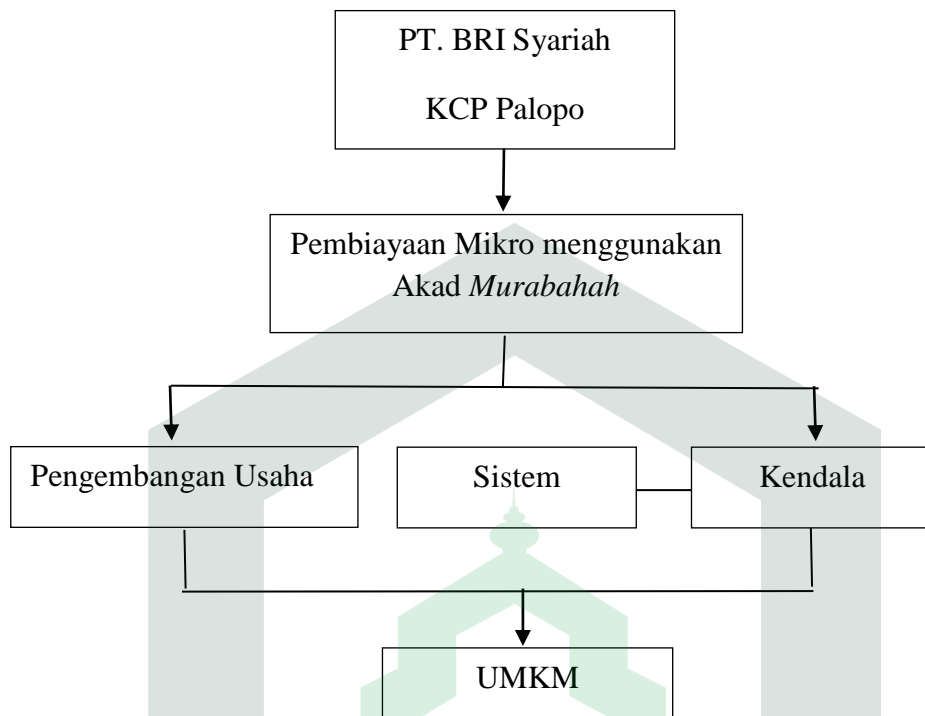 PT. BRI Syariah
KCP Palopo
Pembiayaan Mikro menggunakan
Akad Murabahah
Pengembangan Usaha
Sistem
Kendala
UMKM